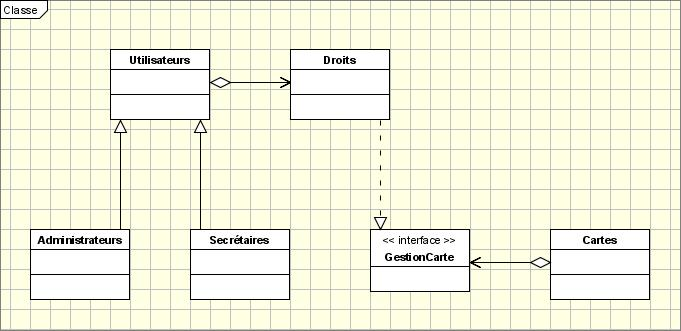 Classe
Utilisateurs
Droits
Administrateurs
Secrétaires
<< interface >>
GestionCarte
Cartes